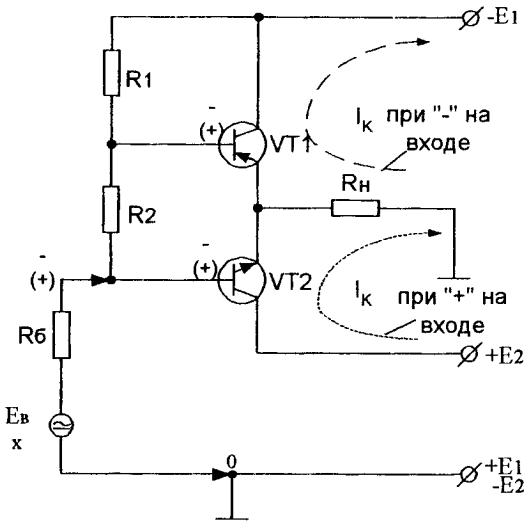 -E1
R1
-
(+)
VT1
Iк при "-" на
входе
Rн
R2
-
(+)
-
(+)
VT2
Iк при "+" на
входе
+E2
Rб
Eв
х
0
+E1
-E2